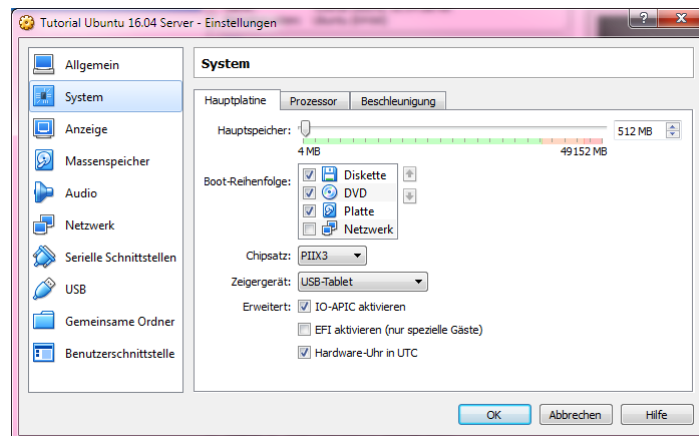 Tutorial Ubuntu 16.04 Server - Einstellungen
Allgemein
System
Anzeige
Massenspeicher
Audio
Netzwerk
Serielle Schnittstellen
USB
Gemeinsame Ordner
Benutzerschnittstelle
System
Hauptplatine Prozessor Beschleunigung
Hauptspeicher: 512 MB
4 MB 49152 MB
Boot-Reihenfolge: Diskette
DVD
Platte
Netzwerk
Chipsatz: PIIX3
Zeigergerät: USB-Tablet
Erweitert: IO-APIC aktivieren
EFI aktivieren (nur spezielle Gäste)
Hardware-Uhr in UTC
OK Abbrechen Hilfe